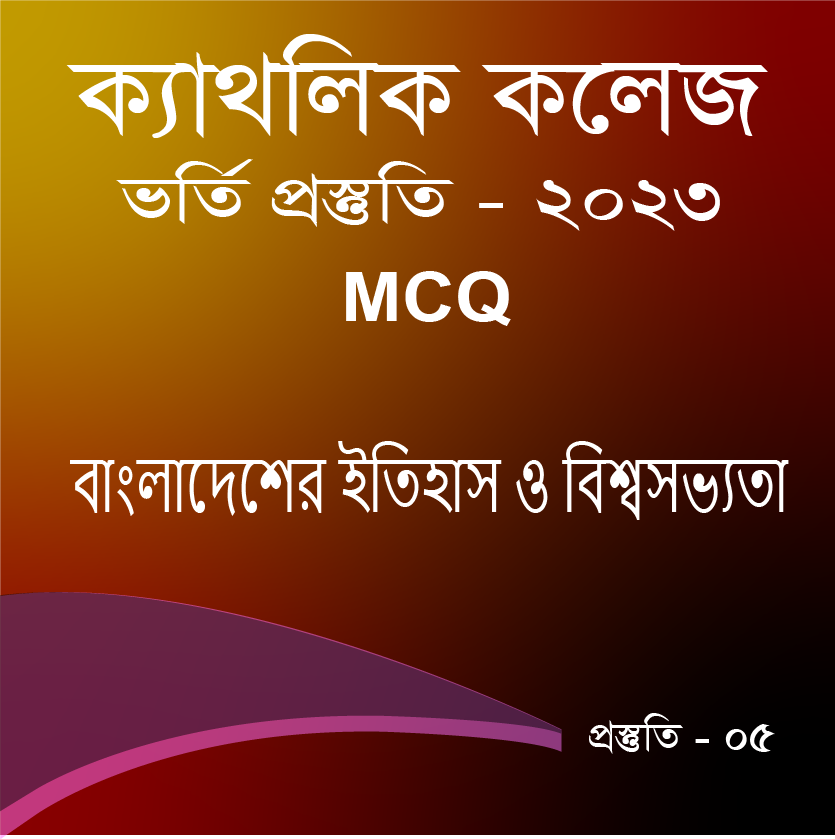 ক্যাথলিক কলেজ
ভর্তি প্রস্তুতি - ২০২৩
MCQ
বাংলাদেশের ইতিহাস ও বিশ্বসভ্যতা
প্রস্তুতি - ০৫